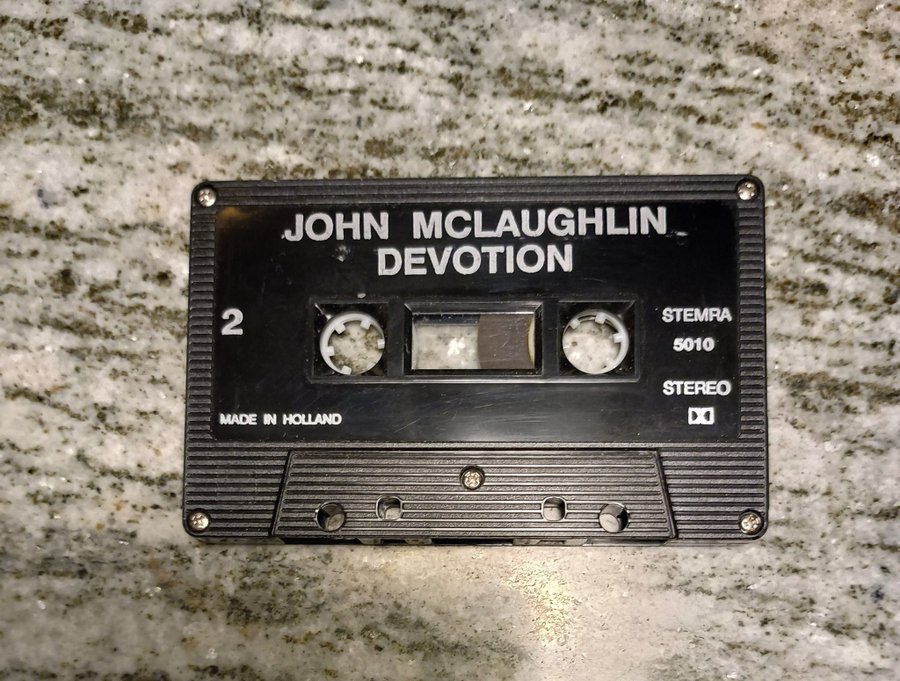 JOHN MCLAUGHLIN
DEVOTION
2
STEMRA
5010
STEREO
MADE IN HOLLAND